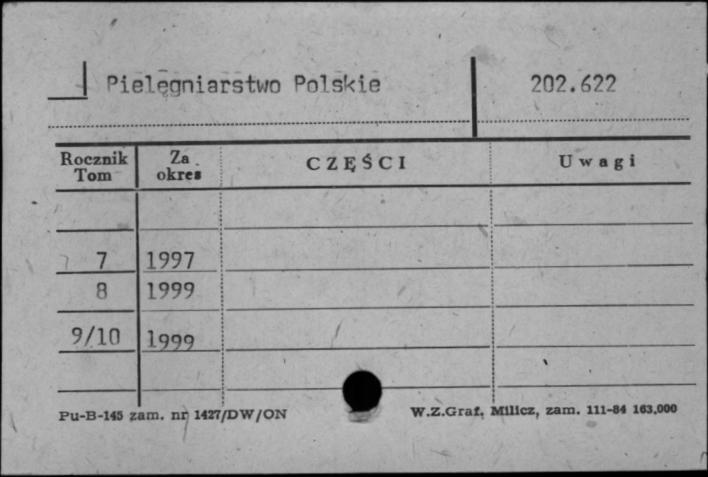 Pielęgniarstwo Polskie 202.622
Rocznik Tom Za okres CZĘŚCI Uwagi
7 1997
8 1999
9/10 1999
Pu-B-145 zam. nr 1427/DW/ON W.Z.Graf. Milicz, zam. 111-84 163.000